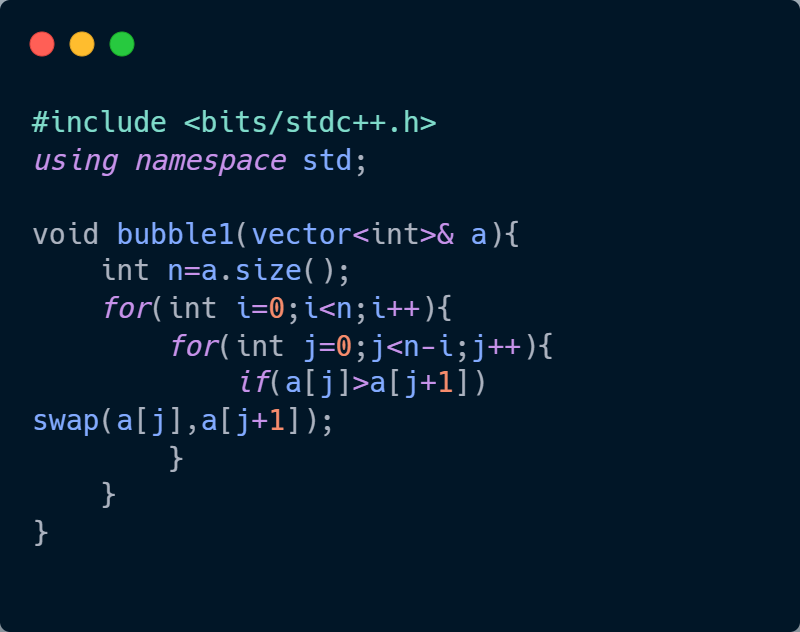 #include <bits/stdc++.h>
using namespace std;

void bubble1(vector<int>& a){
    int n=a.size();
    for(int i=0;i<n;i++){
        for(int j=0;j<n-i;j++){
            if(a[j]>a[j+1])
swap(a[j],a[j+1]);
        }
    }
}